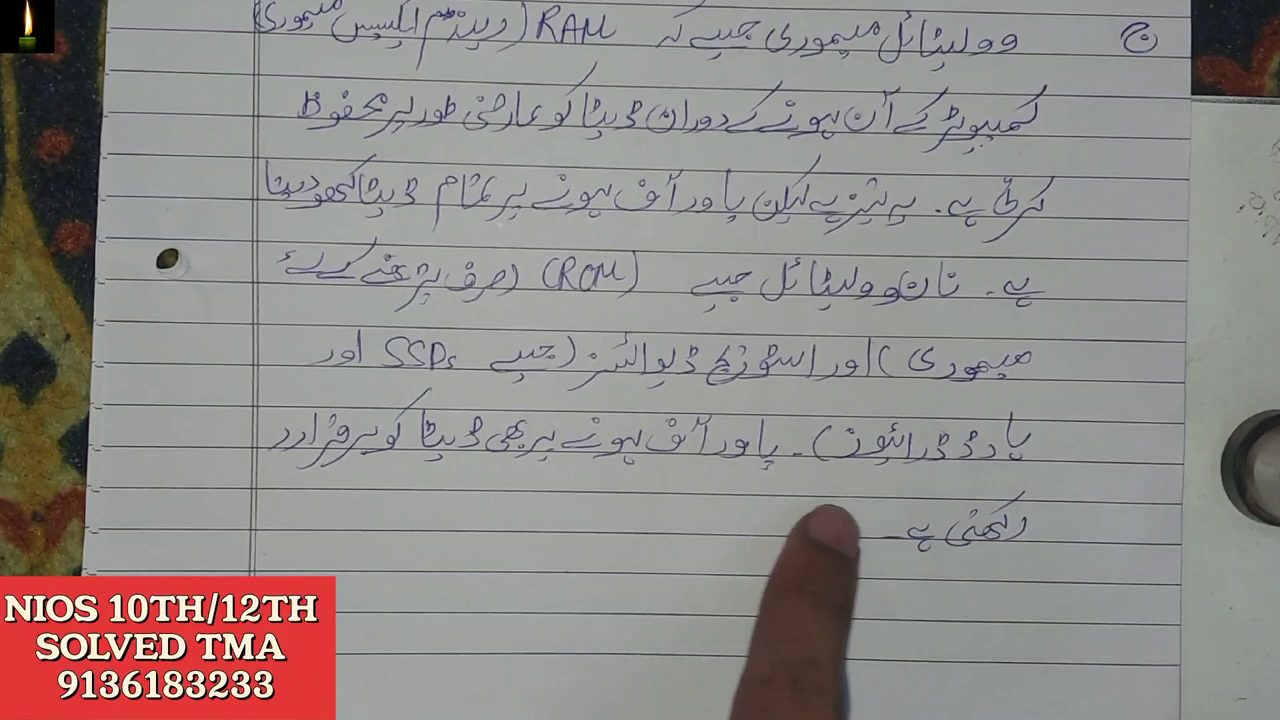 ج وولیٹائل میموری جیسے کہ RAM (رینڈم ایکسیس میموری
کمپیوٹر کے آن ہونے کے دوران ڈیٹا کو عارضی طور پر محفوظ
کرتی ہے۔ یہ تیز ہے لیکن پاور آف ہونے پر تمام ڈیٹا کھو دیتا
ہے۔ نان وولیٹائل جیسے (ROM) (صرف پڑھنے کے لئے
میموری) اور اسٹوریج ڈیوائسز (جیسے SSDs اور
ہارڈ ڈرائیوز)۔ پاور آف ہونے پر بھی ڈیٹا کو برقرار
رکھتی ہے۔
NIOS 10TH/12TH
SOLVED TMA
9136183233